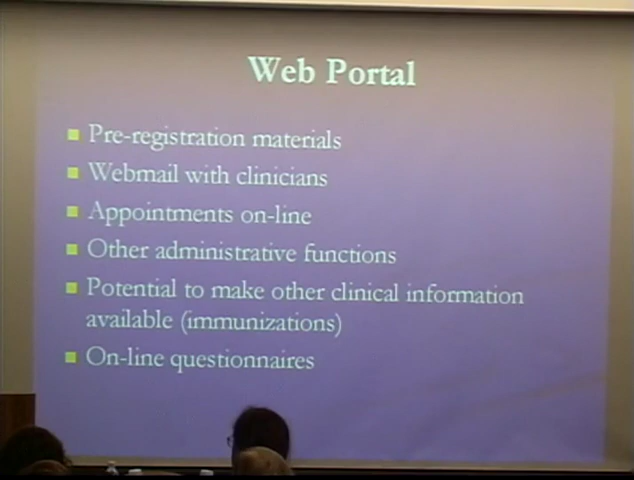 Web Portal
Pre-registration materials
Webmail with clinicians
Appointments on-line
Other administrative functions
Potential to make other clinical information
available (immunizations)
On-line questionnaires